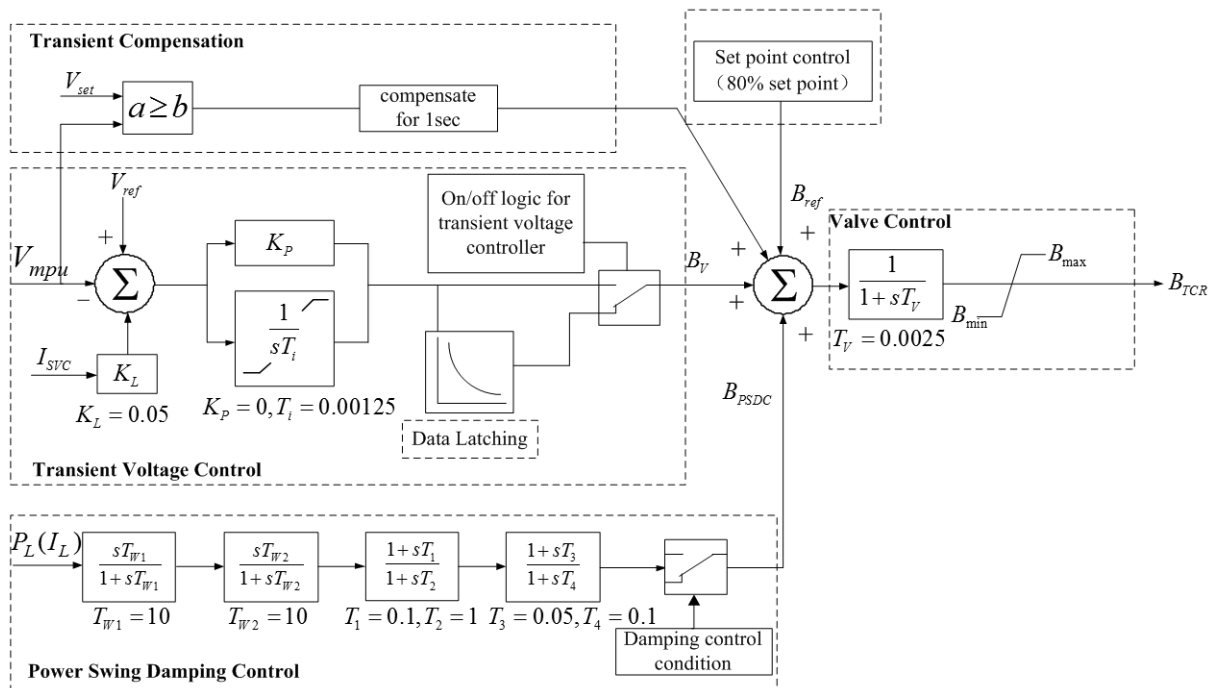 Transient Compensation
V_set
a ≥ b
compensate
for 1sec
Set point control
（80% set point）
V_ref
+
V_mpu
−
Σ
I_SVC
K_L
K_L = 0.05
K_P
1
sT_i
K_P = 0, T_i = 0.00125
On/off logic for
transient voltage
controller
Data Latching
Transient Voltage Control
B_V
B_ref
+
+
+
+
Σ
B_PSDC
Valve Control
1
1 + sT_V
T_V = 0.0025
B_max
B_min
B_TCR
P_L(I_L)
sT_W1
1 + sT_W1
T_W1 = 10
sT_W2
1 + sT_W2
T_W2 = 10
1 + sT_1
1 + sT_2
T_1 = 0.1, T_2 = 1
1 + sT_3
1 + sT_4
T_3 = 0.05, T_4 = 0.1
Damping control
condition
Power Swing Damping Control